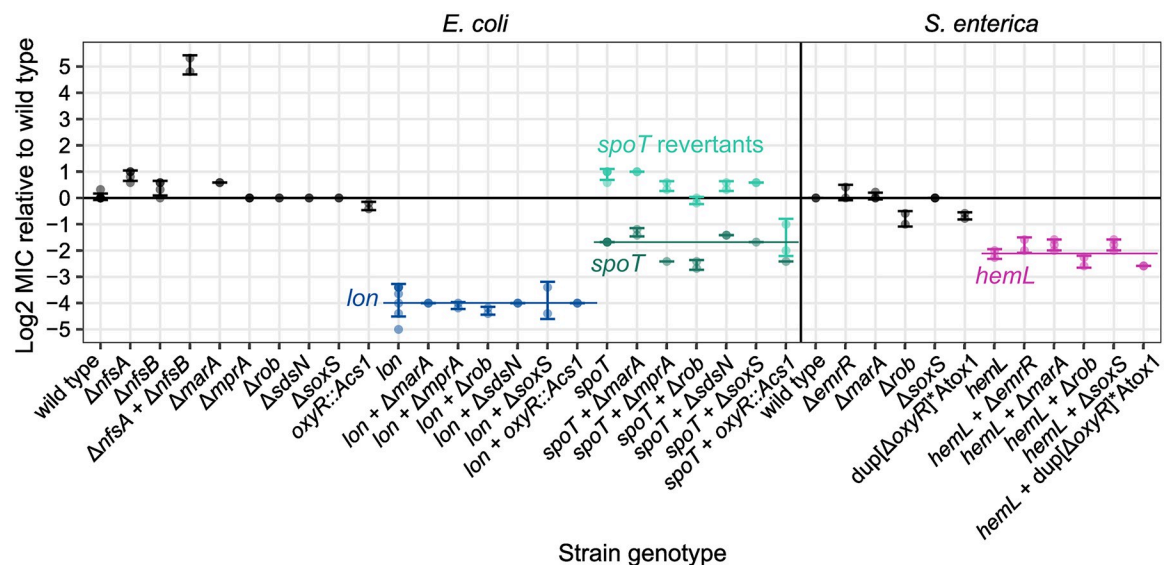 E. coli
S. enterica
Log2 MIC relative to wild type
5
4
3
2
1
0
−1
−2
−3
−4
−5
spoT revertants
spoT
lon
hemL
wild type
ΔnfsA
ΔnfsB
ΔnfsA + ΔnfsB
ΔmarA
ΔmprA
Δrob
ΔsdsN
ΔsoxS
oxyR::Acs1
lon
lon + ΔmarA
lon + ΔmprA
lon + Δrob
lon + ΔsdsN
lon + ΔsoxS
lon + oxyR::Acs1
spoT
spoT + ΔmarA
spoT + ΔmprA
spoT + Δrob
spoT + ΔsdsN
spoT + ΔsoxS
spoT + oxyR::Acs1
wild type
ΔemrR
ΔmarA
Δrob
ΔsoxS
dup[ΔoxyR]*Atox1
hemL
hemL + ΔemrR
hemL + ΔmarA
hemL + Δrob
hemL + ΔsoxS
hemL + dup[ΔoxyR]*Atox1
Strain genotype